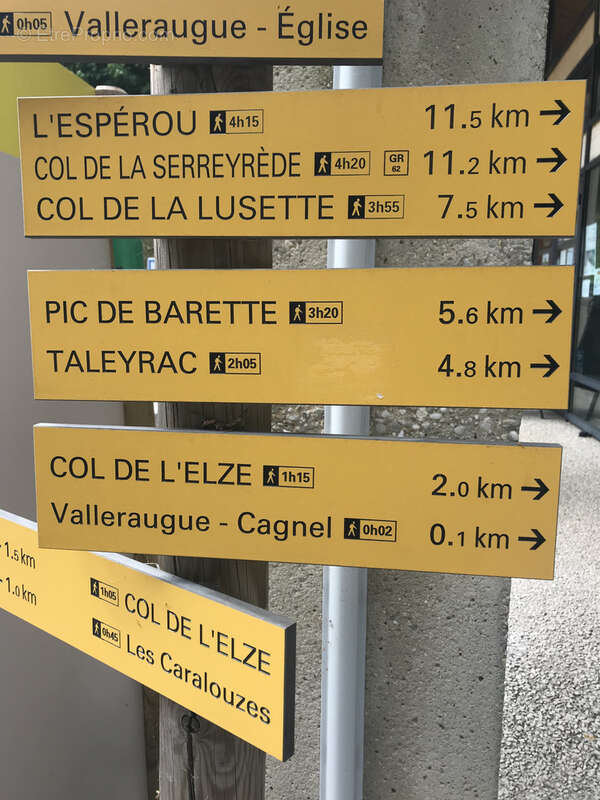 0h05 Valleraugue - Église
© EtreProprio.com
L'ESPÉROU 4h15 11.5 km →
COL DE LA SERREYRÈDE 4h20 GR 62 11.2 km →
COL DE LA LUSETTE 3h55 7.5 km →
PIC DE BARETTE 3h20 5.6 km →
TALEYRAC 2h05 4.8 km →
COL DE L'ELZE 1h15 2.0 km →
Valleraugue - Cagnel 0h02 0.1 km →
1.5 km 1h05 COL DE L'ELZE
1.0 km 0h45 Les Caralouzes